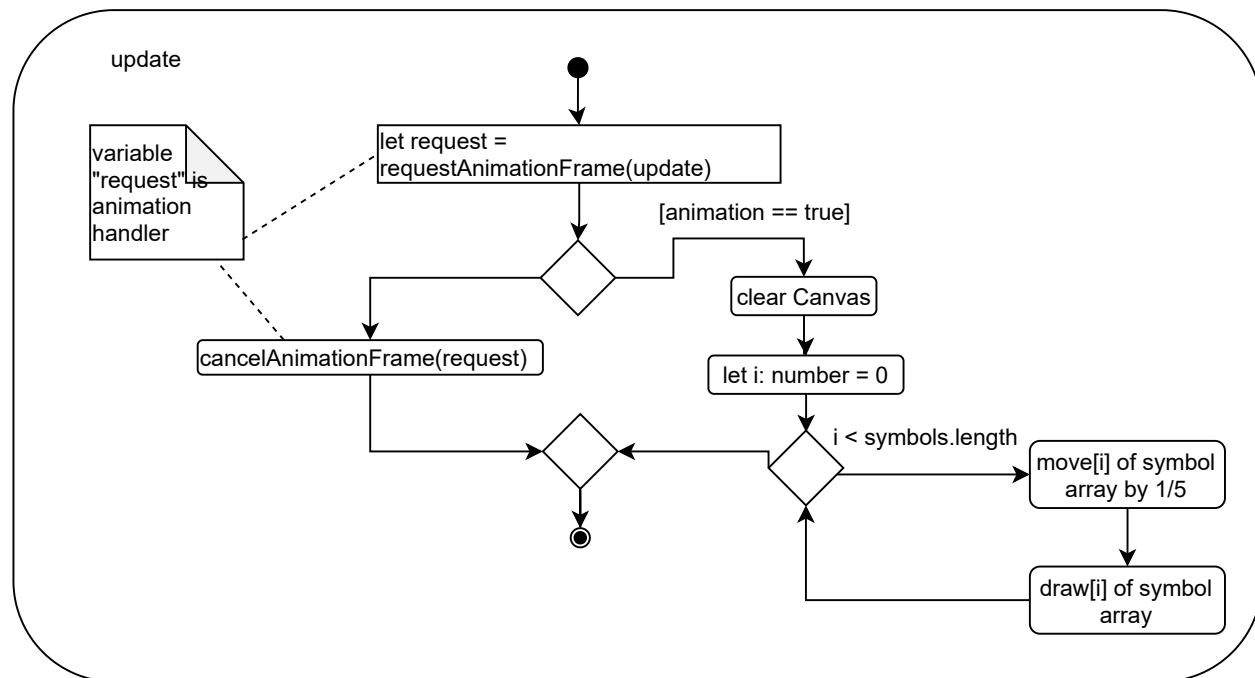 update
variable
"request" is
animation
handler
let request =
requestAnimationFrame(update)
[animation == true]
clear Canvas
cancelAnimationFrame(request)
let i: number = 0
i < symbols.length
move[i] of symbol
array by 1/5
draw[i] of symbol
array